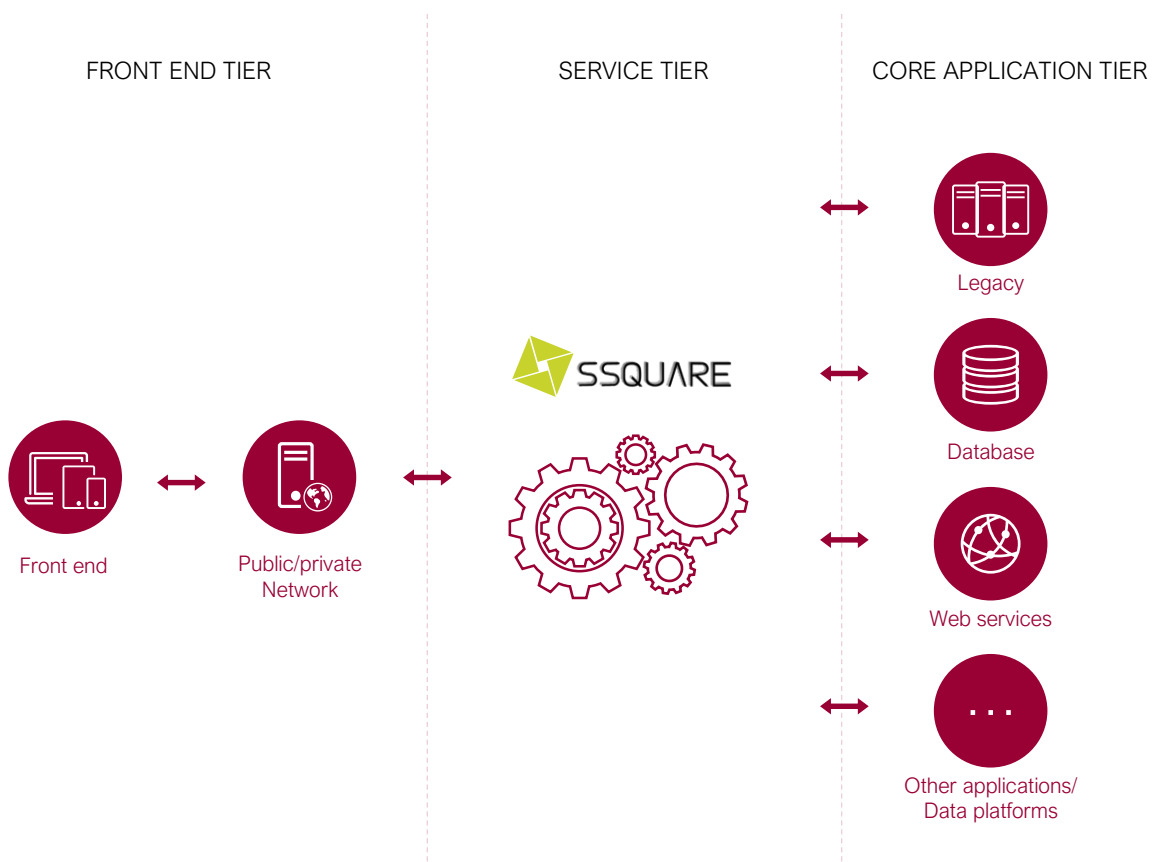 FRONT END TIER
SERVICE TIER
CORE APPLICATION TIER
Legacy
SSQUARE
Database
Front end
Public/private
Network
Web services
...
Other applications/
Data platforms